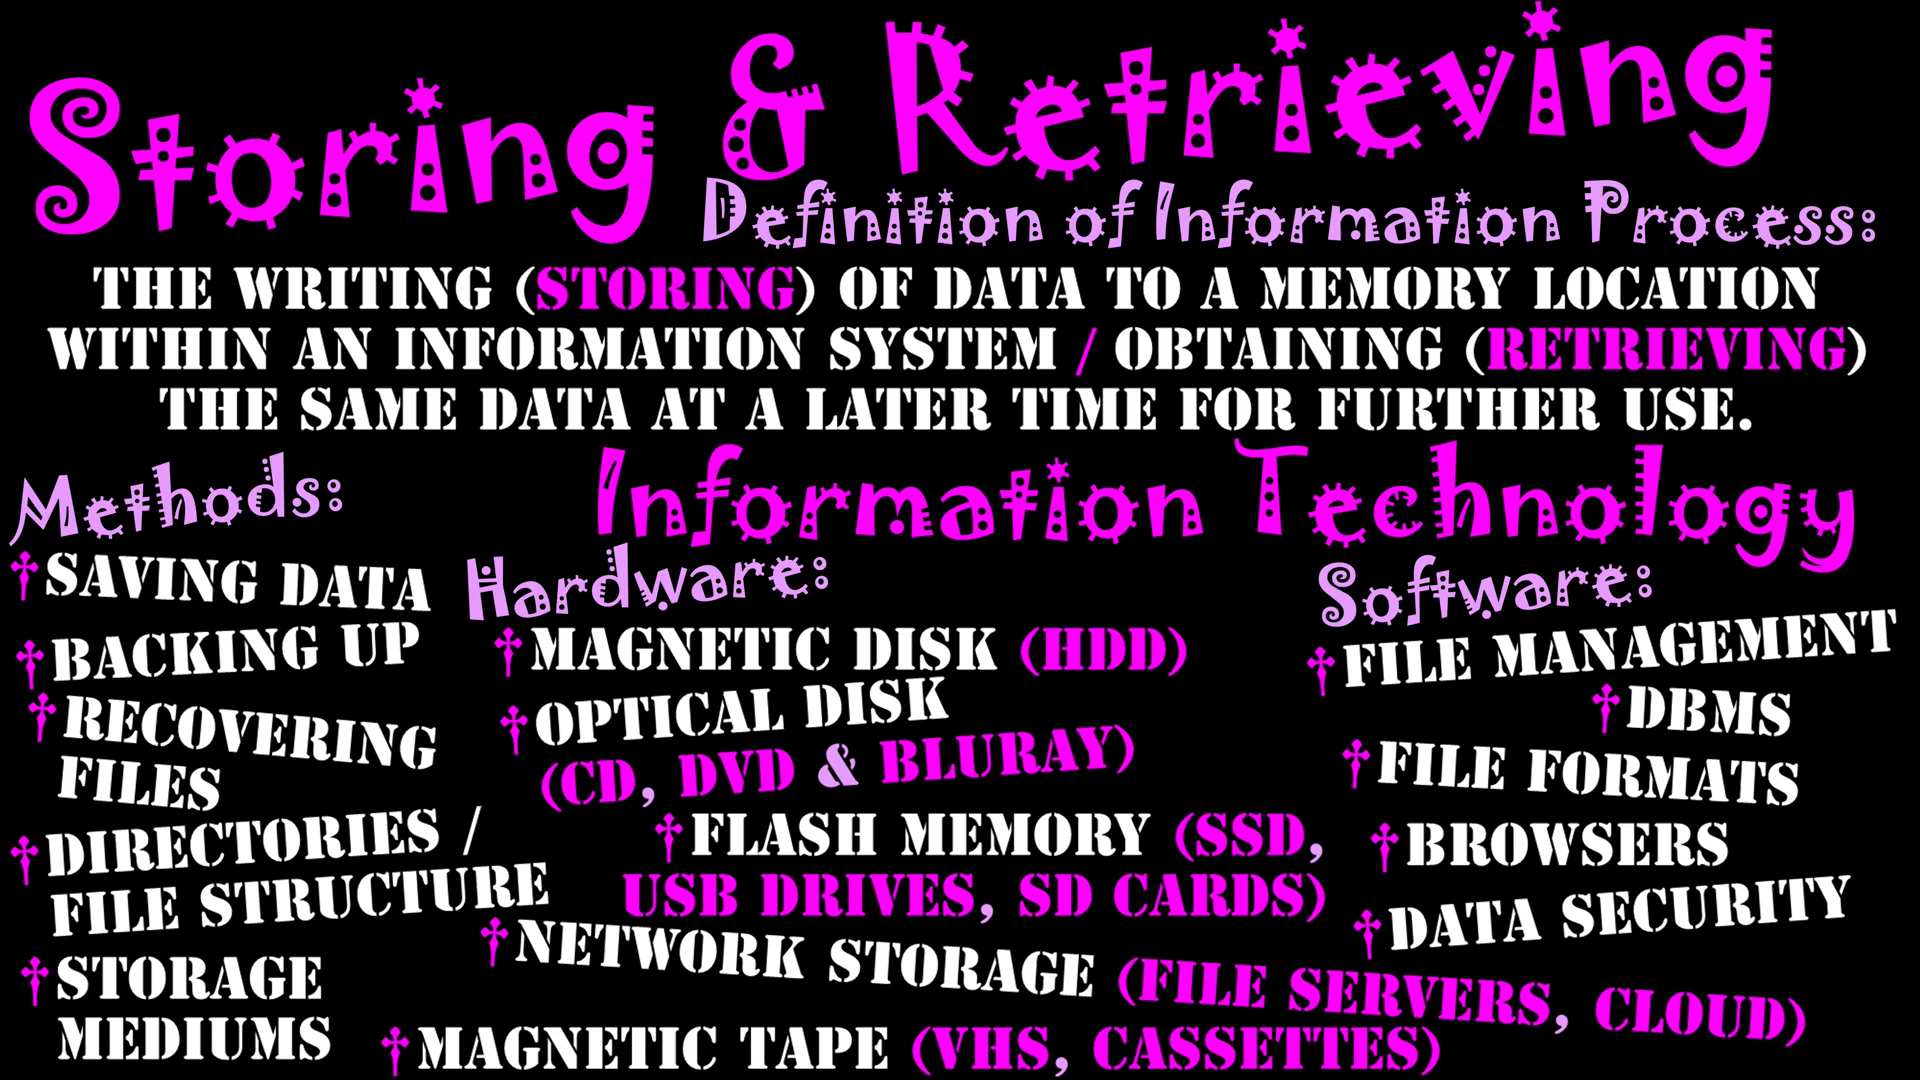 Storing & Retrieving
Definition of Information Process:
THE WRITING (STORING) OF DATA TO A MEMORY LOCATION
WITHIN AN INFORMATION SYSTEM / OBTAINING (RETRIEVING)
THE SAME DATA AT A LATER TIME FOR FURTHER USE.
Methods:
†SAVING DATA
†BACKING UP
†RECOVERING
FILES
†DIRECTORIES /
FILE STRUCTURE
†STORAGE
MEDIUMS
Information Technology
Hardware:
†MAGNETIC DISK (HDD)
†OPTICAL DISK
(CD, DVD & BLURAY)
†FLASH MEMORY (SSD,
USB DRIVES, SD CARDS)
†NETWORK STORAGE (FILE SERVERS, CLOUD)
†MAGNETIC TAPE (VHS, CASSETTES)
Software:
†FILE MANAGEMENT
†DBMS
†FILE FORMATS
†BROWSERS
†DATA SECURITY